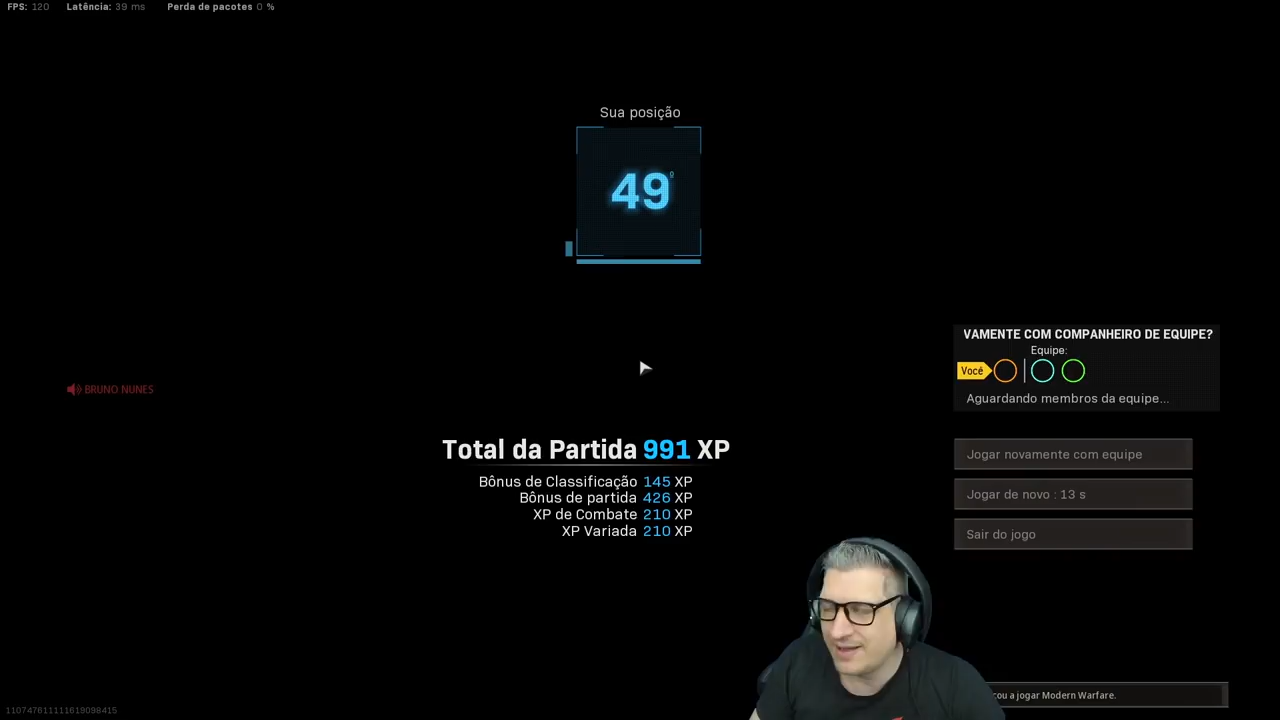 FPS: 120 Latência: 39 ms Perda de pacotes 0 %
Sua posição
49º
VAMENTE COM COMPANHEIRO DE EQUIPE?
Equipe:
Você
Aguardando membros da equipe...
BRUNO NUNES
Total da Partida 991 XP
Bônus de Classificação 145 XP
Bônus de partida 426 XP
XP de Combate 210 XP
XP Variada 210 XP
Jogar novamente com equipe
Jogar de novo : 13 s
Sair do jogo
a jogar Modern Warfare.